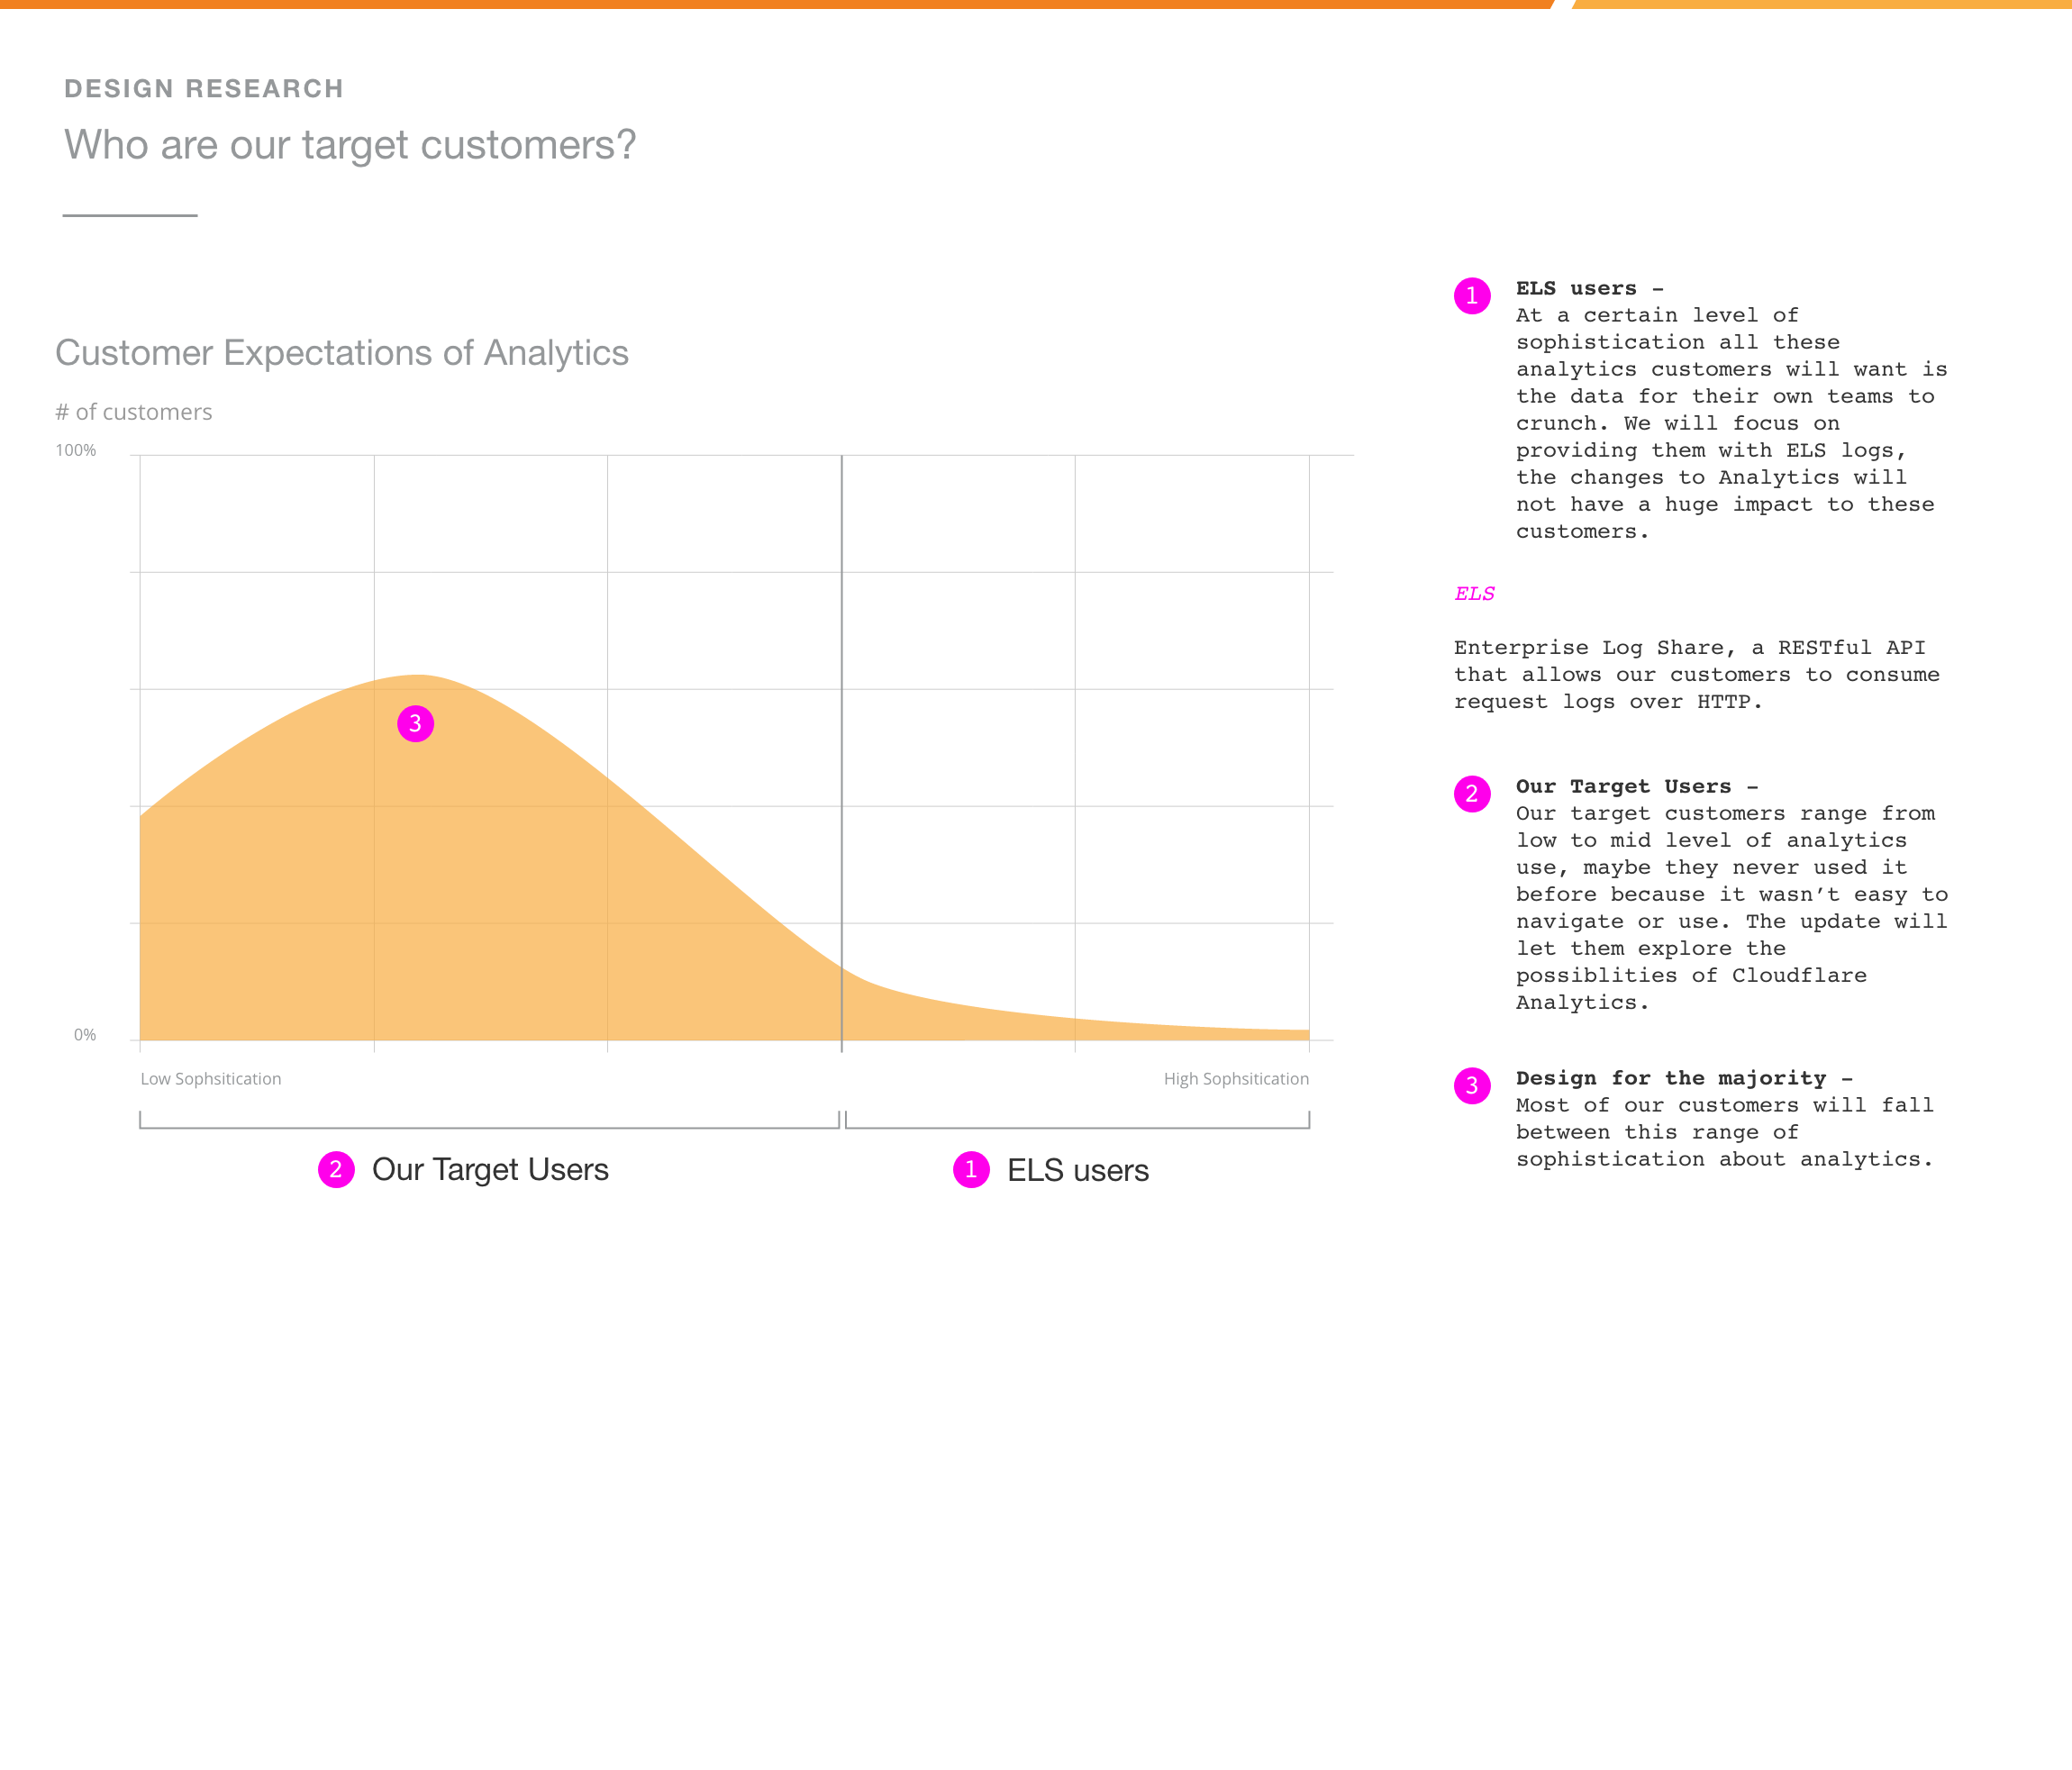 DESIGN RESEARCH
Who are our target customers?
Customer Expectations of Analytics
# of customers
100%
3
0%
Low Sophsitication
High Sophsitication
2 Our Target Users
1 ELS users
1 ELS users –
At a certain level of
sophistication all these
analytics customers will want is
the data for their own teams to
crunch. We will focus on
providing them with ELS logs,
the changes to Analytics will
not have a huge impact to these
customers.
ELS
Enterprise Log Share, a RESTful API
that allows our customers to consume
request logs over HTTP.
2 Our Target Users –
Our target customers range from
low to mid level of analytics
use, maybe they never used it
before because it wasn’t easy to
navigate or use. The update will
let them explore the
possiblities of Cloudflare
Analytics.
3 Design for the majority –
Most of our customers will fall
between this range of
sophistication about analytics.